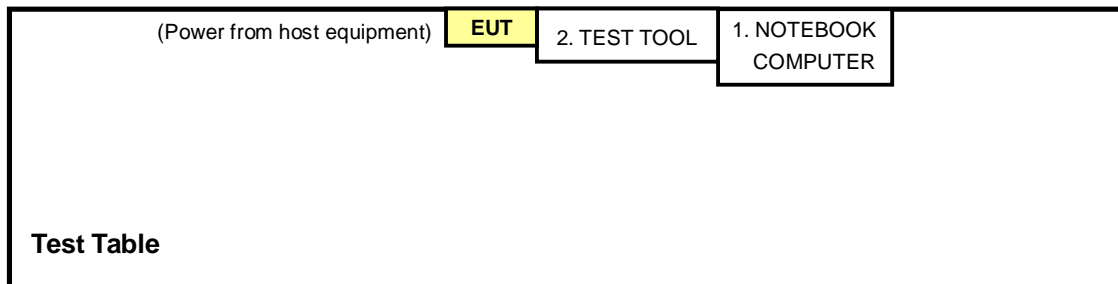 (Power from host equipment)
EUT
2. TEST TOOL
1. NOTEBOOK
COMPUTER
Test Table